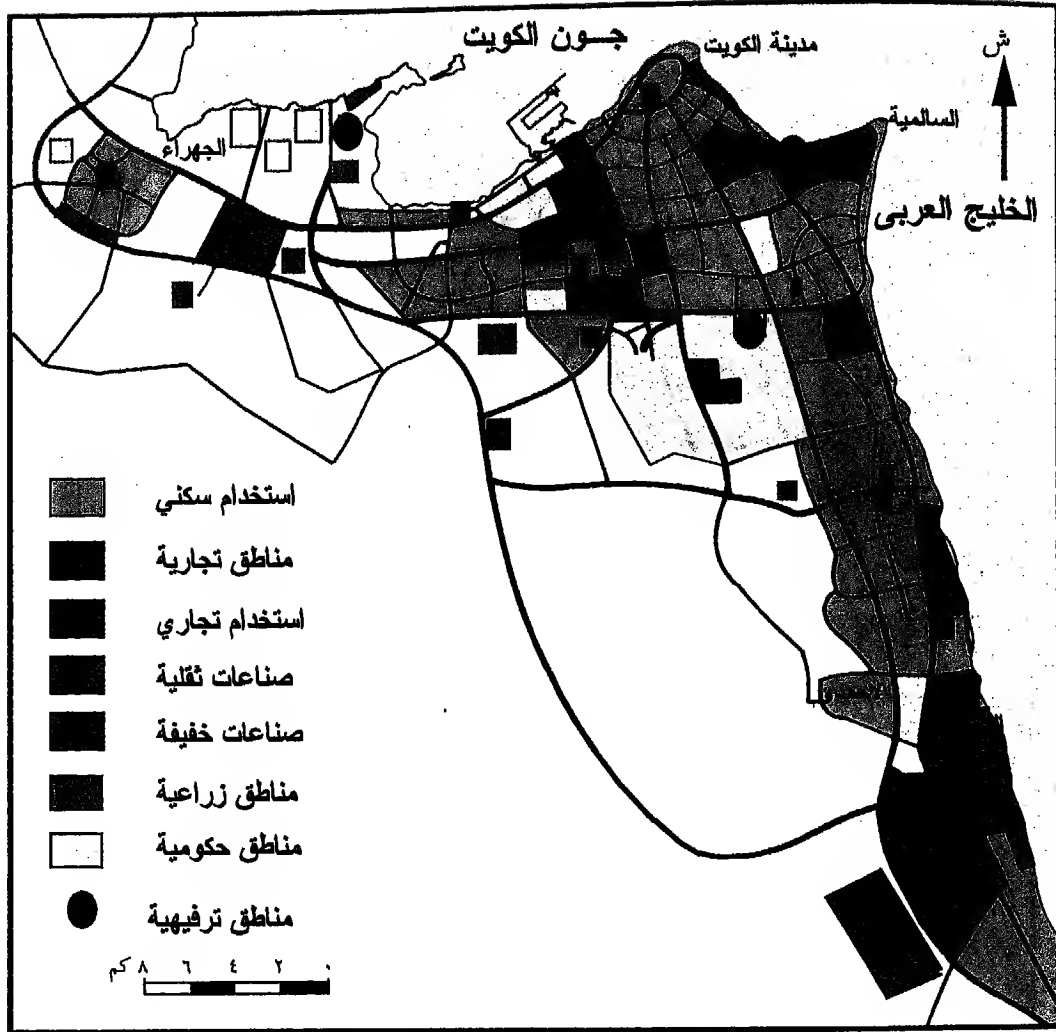 جـــون الكويت
مدينة الكويت
ش
السالمية
الجهراء
الخليج العربى
استخدام سكني
مناطق تجارية
استخدام تجاري
صناعات ثقلية
صناعات خفيفة
مناطق زراعية
مناطق حكومية
مناطق ترفيهية
٨ ٦ ٤ ٢ ٠ كم